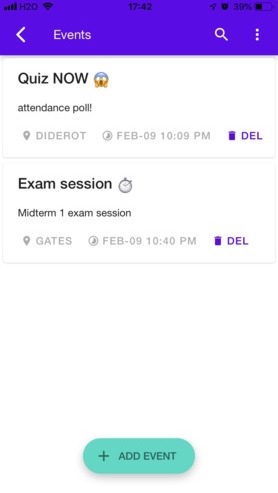 H2O 17:42 39%
Events
Quiz NOW 😱
attendance poll!
DIDEROT FEB-09 10:09 PM DEL
Exam session ⏱
Midterm 1 exam session
GATES FEB-09 10:40 PM DEL
+ ADD EVENT